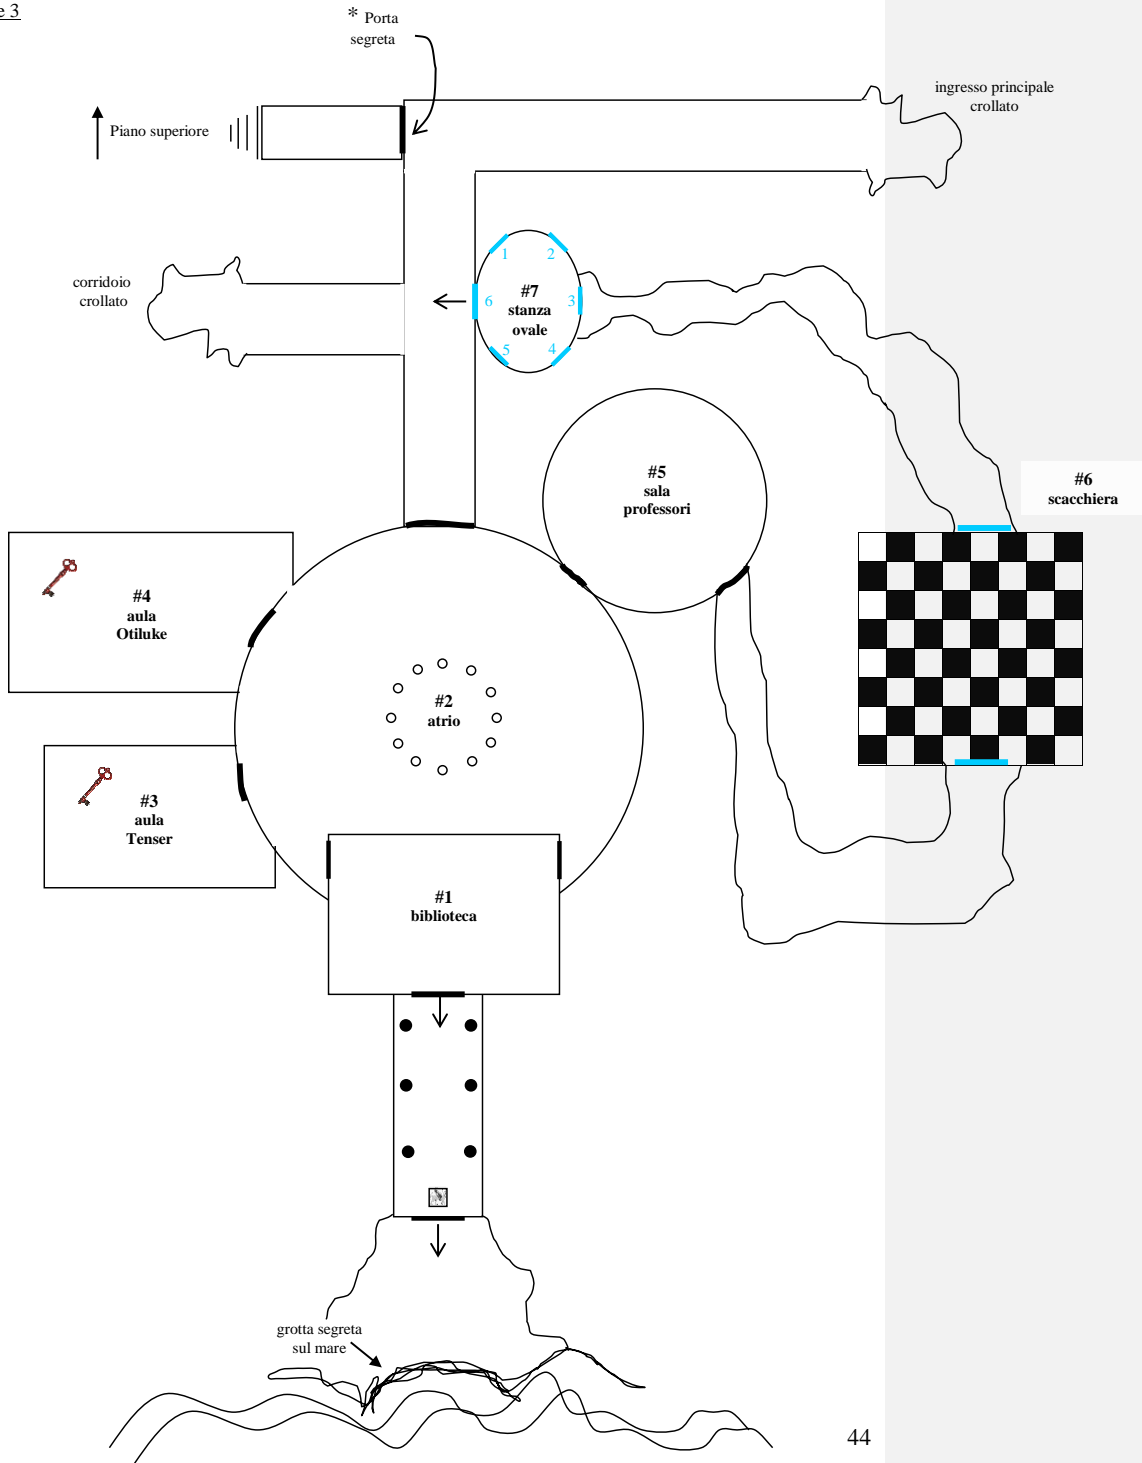 e 3
* Porta
segreta
ingresso principale
crollato
Piano superiore
corridoio
crollato
1
2
#7
stanza
ovale
6
3
5
4
#5
sala
professori
#6
scacchiera
#4
aula
Otiluke
#2
atrio
#3
aula
Tenser
#1
biblioteca
grotta segreta
sul mare
44